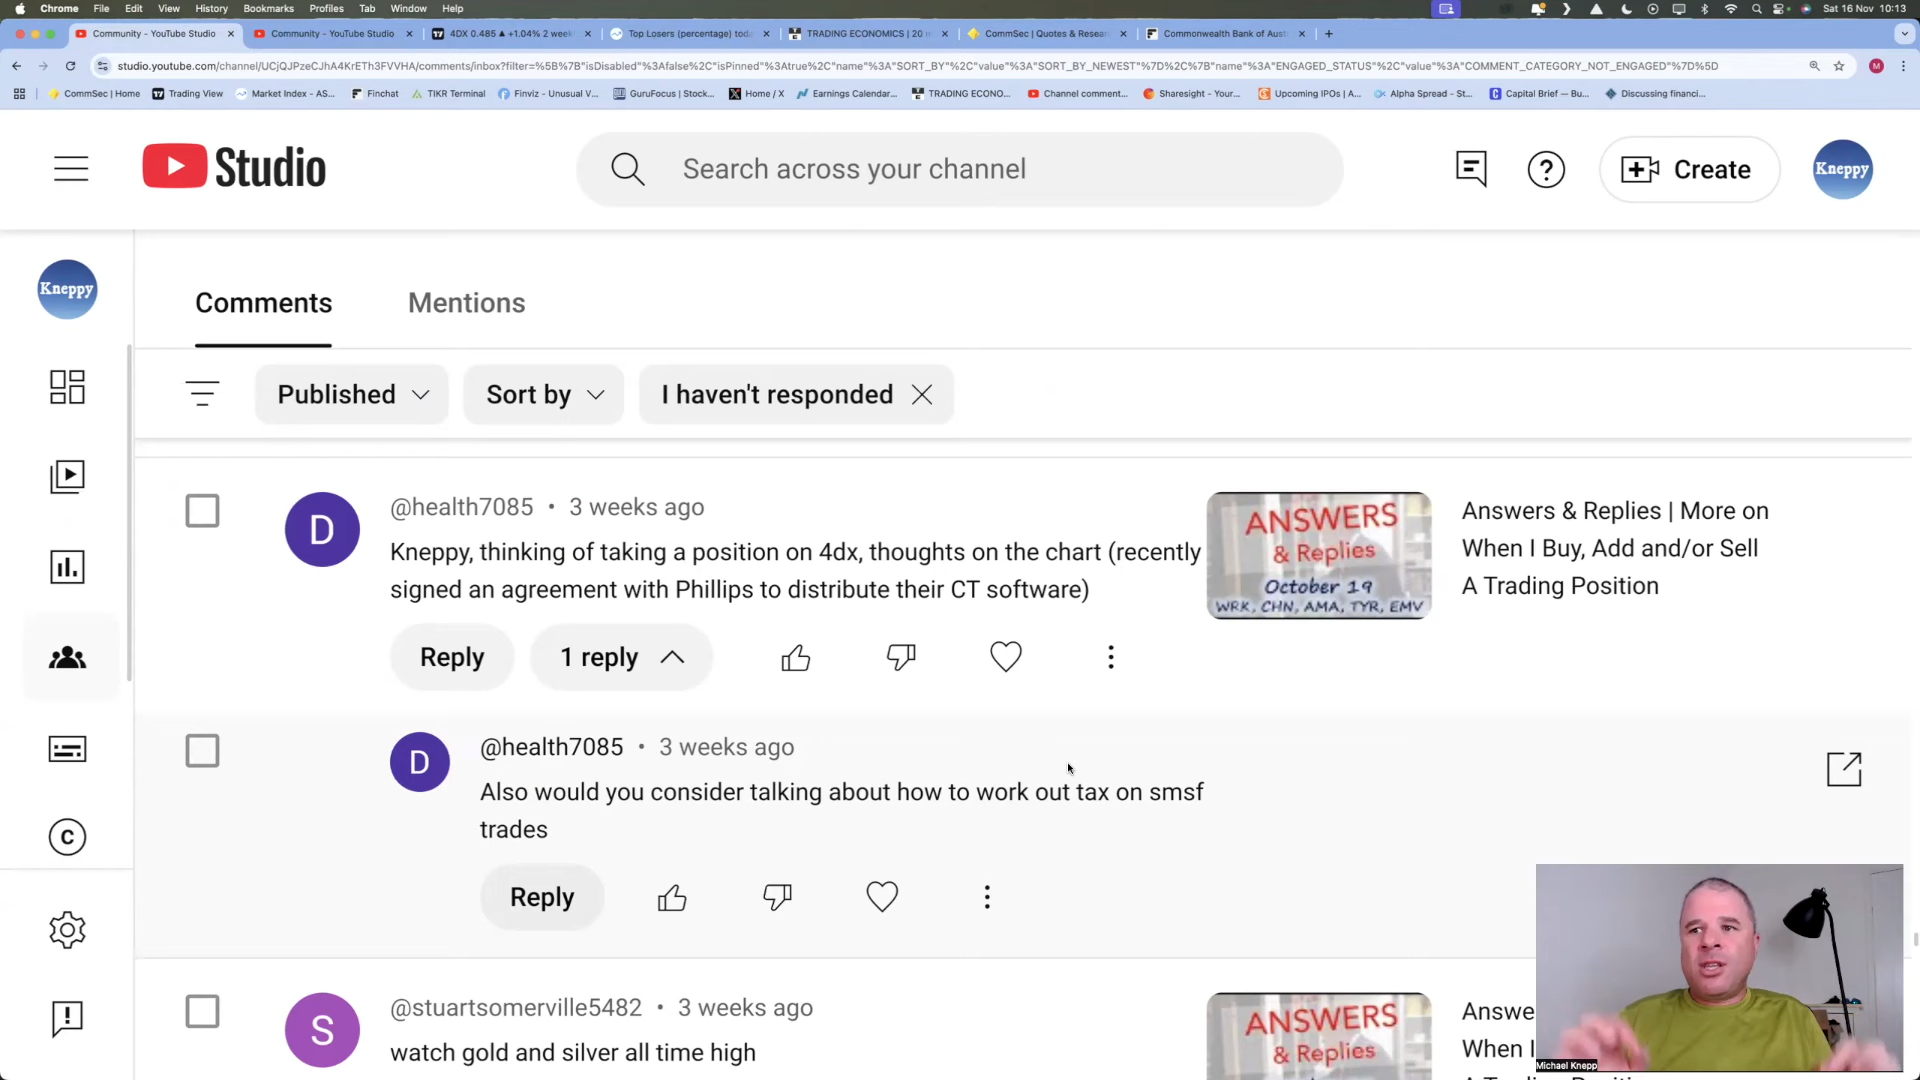 Chrome File Edit View History Bookmarks Profiles Tab Window Help
Sat 16 Nov 10:13
Community - YouTube Studio
Community - YouTube Studio
4DX 0.485 ▲ +1.04% 2 week
Top Losers (percentage) tod
TRADING ECONOMICS | 20 m
CommSec | Quotes & Resear
Commonwealth Bank of Aust
studio.youtube.com/channel/UCjQJPzeCJhA4KrETh3FVVHA/comments/inbox?filter=%5B%7B"isDisabled"%3Afalse%2C"isPinned"%3Atrue%2C"name"%3A"SORT_BY"%2C"value"%3A"SORT_BY_NEWEST"%7D%2C%7B"name"%3A"ENGAGED_STATUS"%2C"value"%3A"COMMENT_CATEGORY_NOT_ENGAGED"%7D%5D
CommSec | Home
Trading View
Market Index - AS...
Finchat
TIKR Terminal
Finviz - Unusual V...
GuruFocus | Stock...
Home / X
Earnings Calendar...
TRADING ECONO...
Channel comment...
Sharesight - Your...
Upcoming IPOs | A...
Alpha Spread - St...
Capital Brief — Bu...
Discussing financi...
Studio
Search across your channel
Create
Kneppy
Kneppy
Comments
Mentions
Published
Sort by
I haven't responded
D
@health7085 • 3 weeks ago
Kneppy, thinking of taking a position on 4dx, thoughts on the chart (recently
signed an agreement with Phillips to distribute their CT software)
Reply
1 reply
ANSWERS
& Replies
October 19
WRK, CHN, AMA, TYR, EMV
Answers & Replies | More on
When I Buy, Add and/or Sell
A Trading Position
D
@health7085 • 3 weeks ago
Also would you consider talking about how to work out tax on smsf
trades
Reply
C
S
@stuartsomerville5482 • 3 weeks ago
watch gold and silver all time high
ANSWERS
& Replies
Answe
When I
Michael Knepp